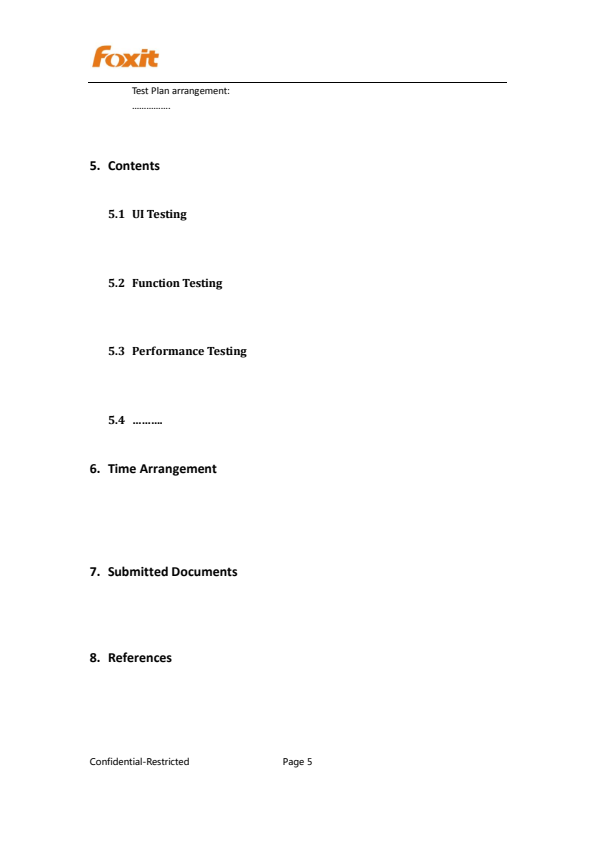 Foxit
Test Plan arrangement:
................
5. Contents
5.1 UI Testing
5.2 Function Testing
5.3 Performance Testing
5.4 ..........
6. Time Arrangement
7. Submitted Documents
8. References
Confidential-Restricted Page 5